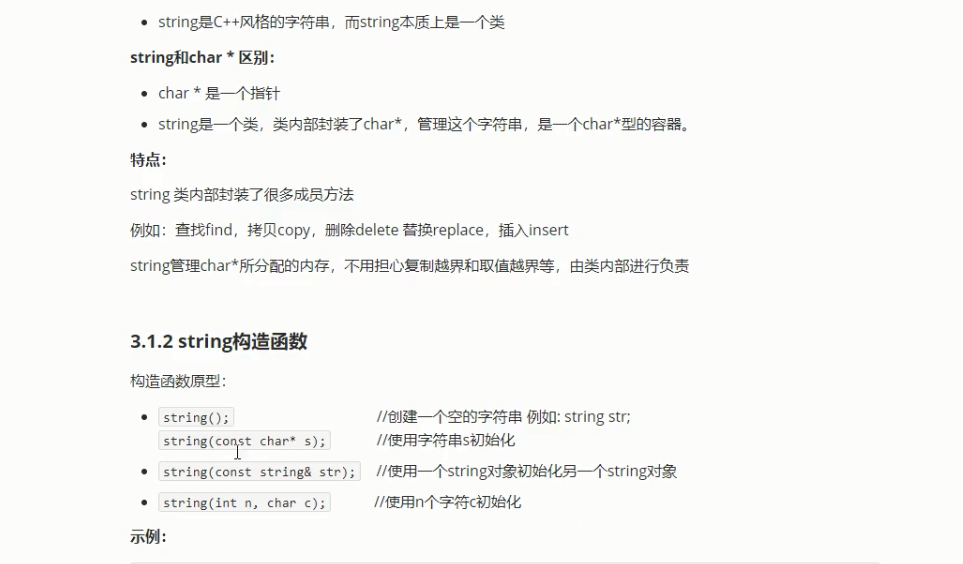 string是C++风格的字符串，而string本质上是一个类
string和char * 区别：
char * 是一个指针
string是一个类，类内部封装了char*，管理这个字符串，是一个char*型的容器。
特点：
string 类内部封装了很多成员方法
例如：查找find，拷贝copy，删除delete 替换replace，插入insert
string管理char*所分配的内存，不用担心复制越界和取值越界等，由类内部进行负责
3.1.2 string构造函数
构造函数原型：
string(); //创建一个空的字符串 例如: string str;
string(const char* s); //使用字符串s初始化
string(const string& str); //使用一个string对象初始化另一个string对象
string(int n, char c); //使用n个字符c初始化
示例：